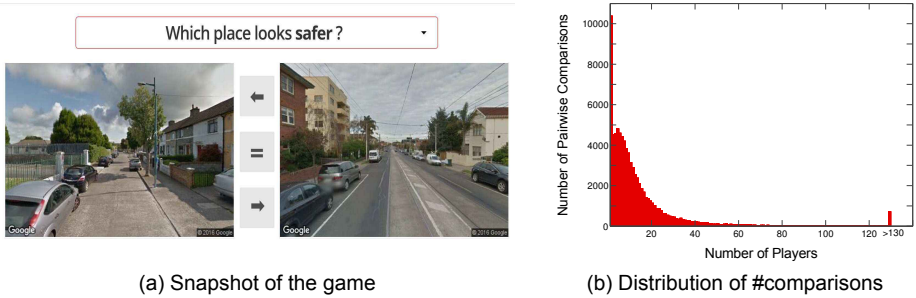 Which place looks safer ?
Google
© 2016 Google
Google
© 2016 Google
(a) Snapshot of the game
Number of Pairwise Comparisons
10000
8000
6000
4000
2000
0
20
40
60
80
100
120
>130
Number of Players
(b) Distribution of #comparisons